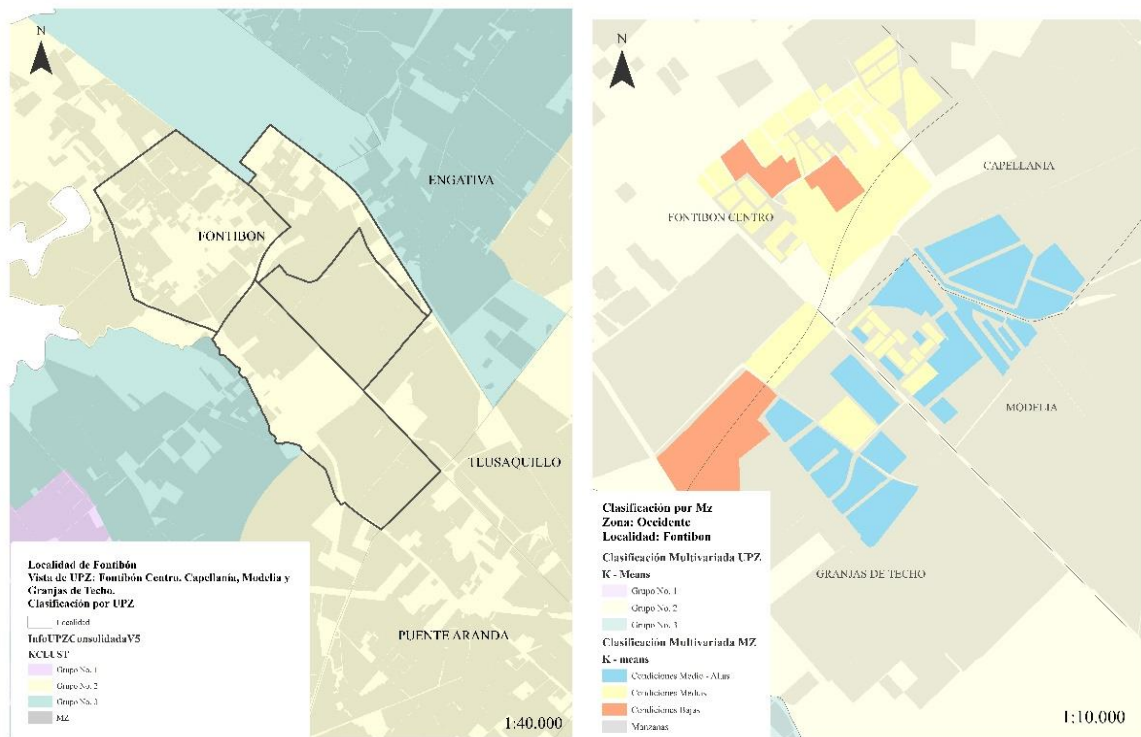 N
ENGATIVA
FONTIBON
TEUSAQUILLO
PUENTE ARANDA
Localidad de Fontibón
Vista de UPZ: Fontibón Centro. Capellanía, Modelia y
Granjas de Techo.
Clasificación por UPZ
Localidad
InfoUPZConsolidadaV5
KCLUST
Grupo No. 1
Grupo No. 2
Grupo No. 3
MZ
1:40.000
N
CAPELLANIA
FONTIBON CENTRO
MODELIA
GRANJAS DE TECHO
Clasificación por Mz
Zona: Occidente
Localidad: Fontibon
Clasificación Multivariada UPZ
K - Means
Grupo No. 1
Grupo No. 2
Grupo No. 3
Clasificación Multivariada MZ
K - means
Condiciones Medio - Altas
Condiciones Medias
Condiciones Bajas
Manzanas
1:10.000